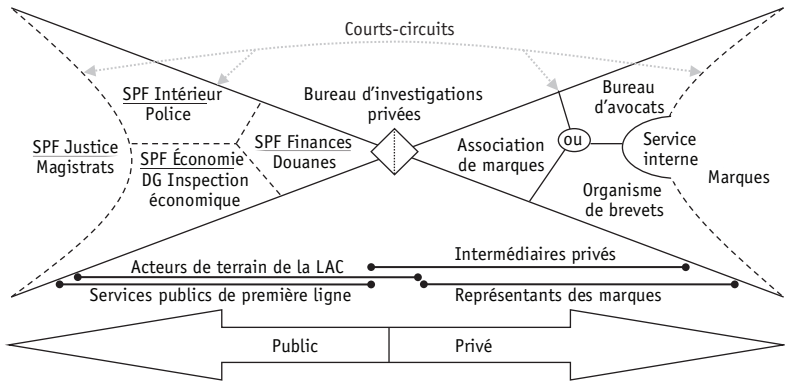 Courts-circuits
SPF Intérieur
Police
Bureau d'investigations
privées
Bureau
d'avocats
SPF Justice
Magistrats
SPF Économie
DG Inspection
économique
SPF Finances
Douanes
Association
de marques
ou
Service
interne
Marques
Organisme
de brevets
Intermédiaires privés
Acteurs de terrain de la LAC
Services publics de première ligne
Représentants des marques
Public
Privé